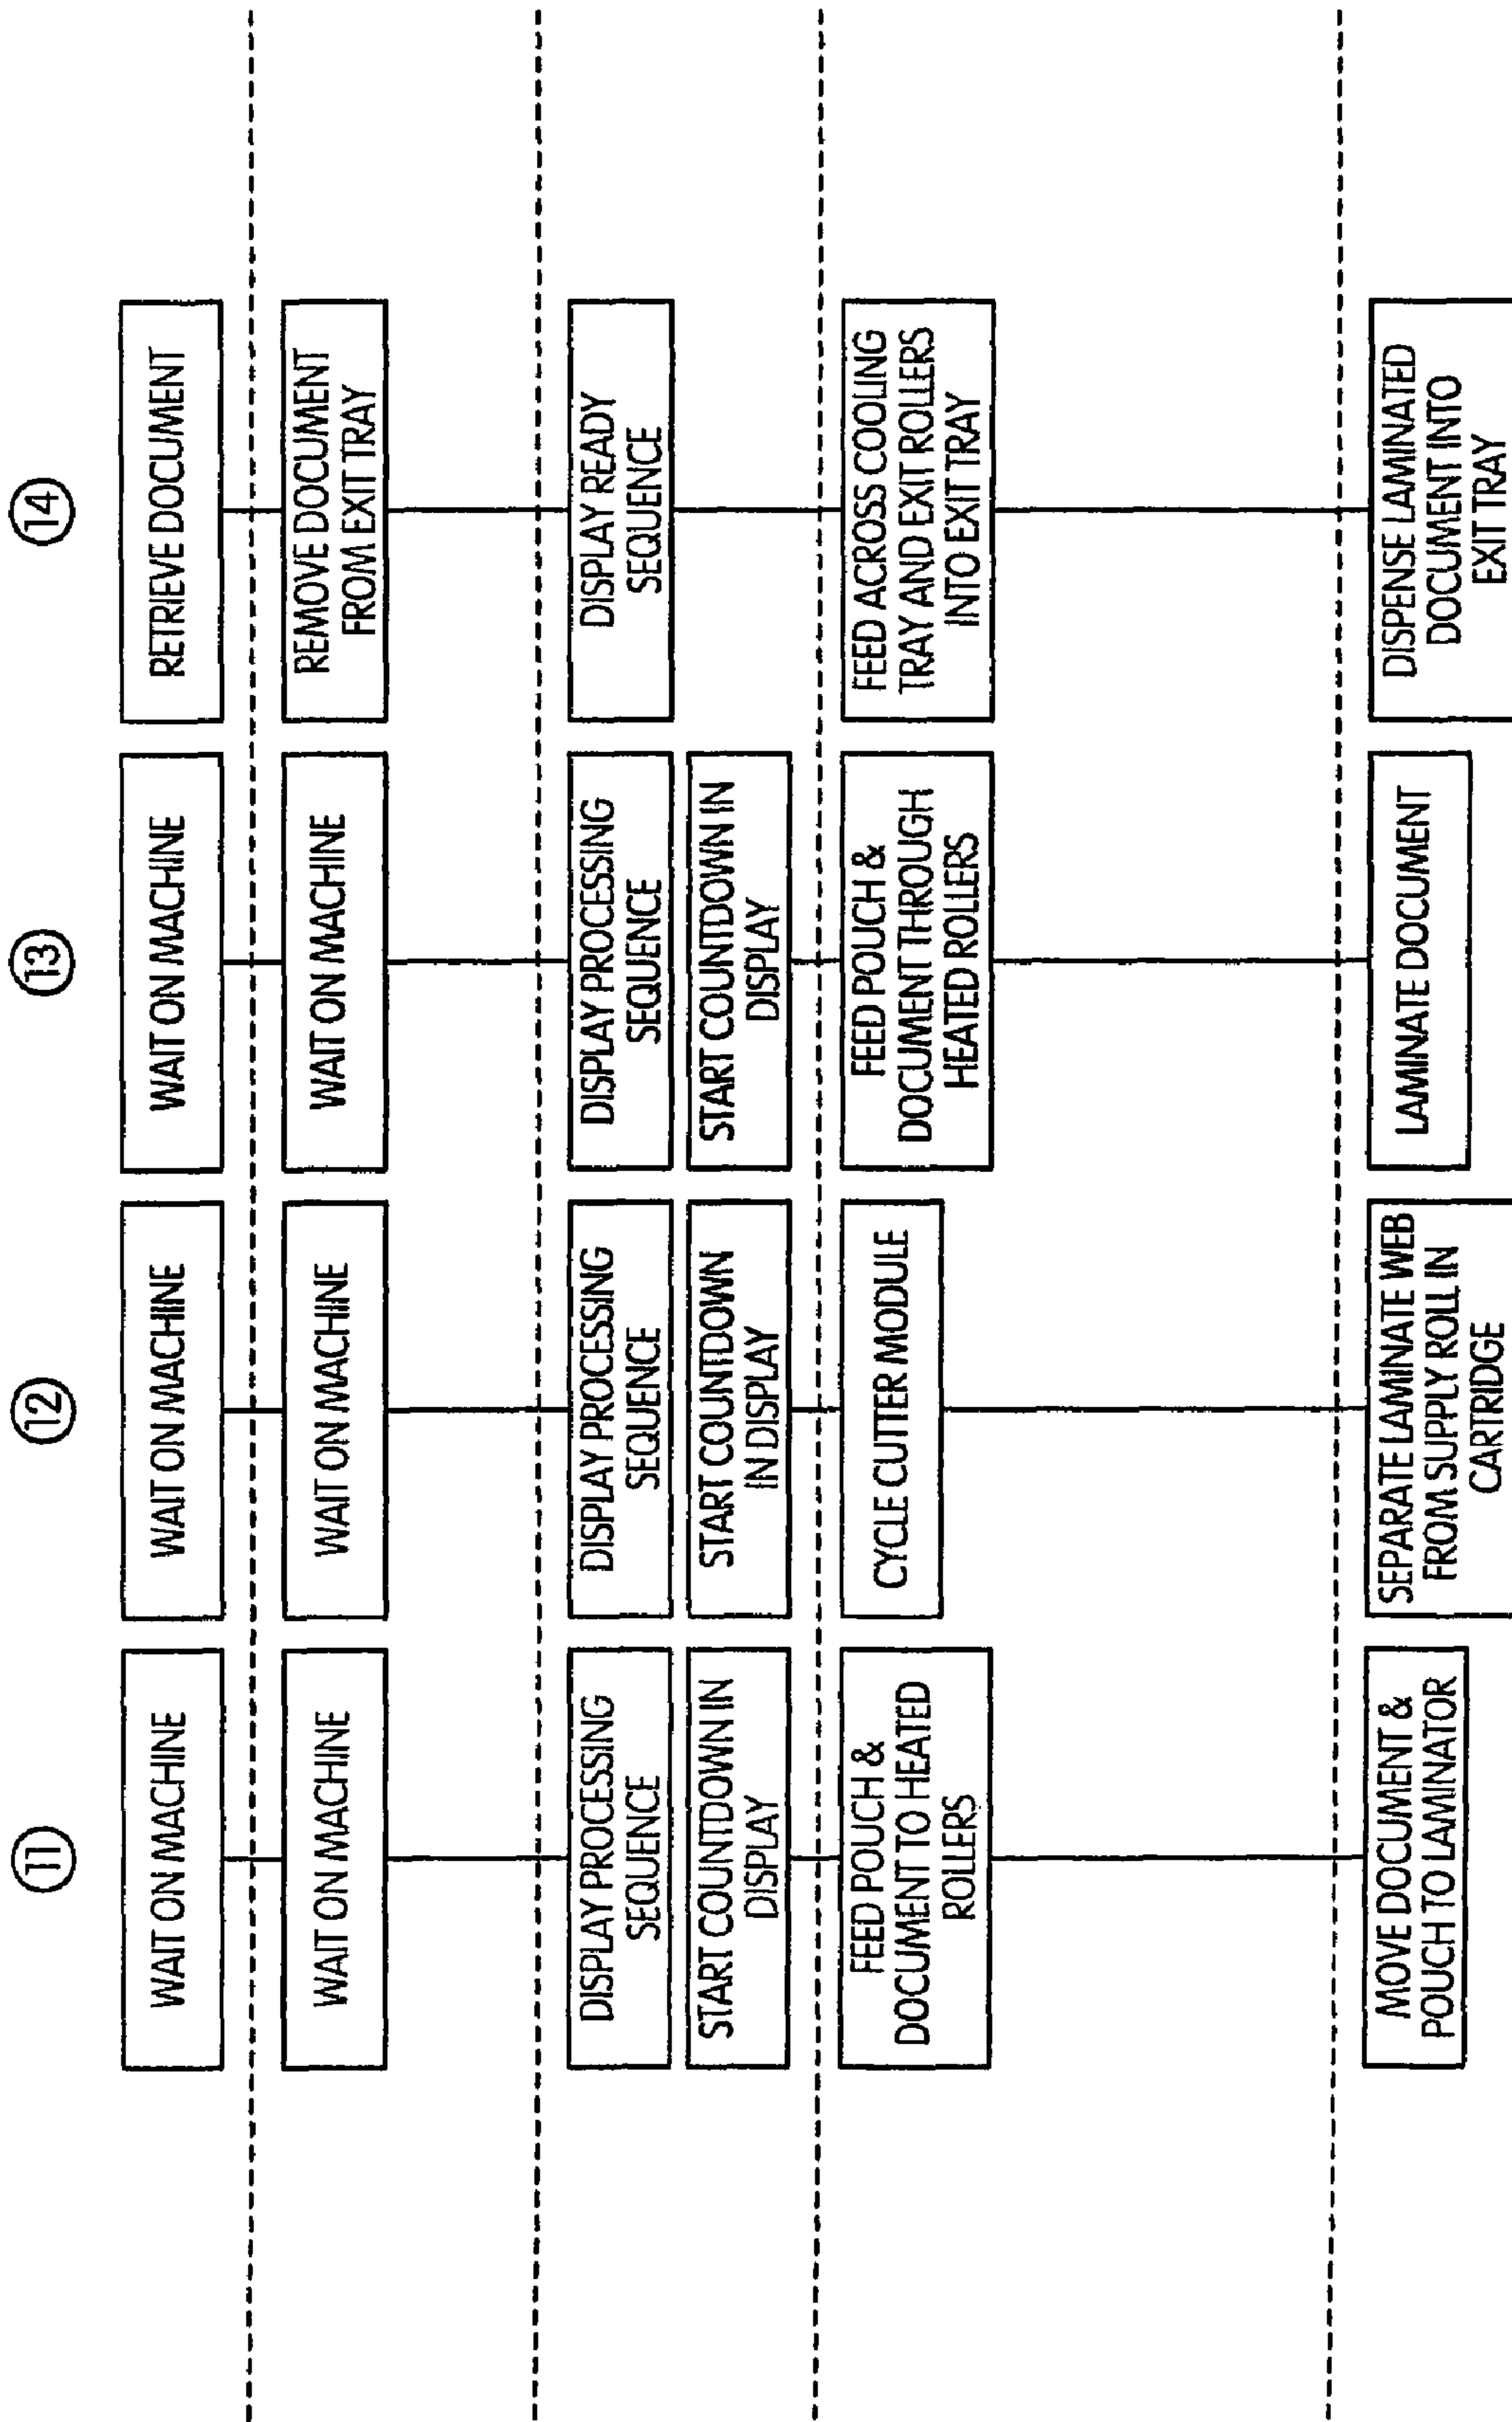 11
WAIT ON MACHINE
WAIT ON MACHINE
DISPLAY PROCESSING
SEQUENCE
START COUNTDOWN IN
DISPLAY
FEED POUCH &
DOCUMENT TO HEATED
ROLLERS
MOVE DOCUMENT &
POUCH TO LAMINATOR
12
WAIT ON MACHINE
WAIT ON MACHINE
DISPLAY PROCESSING
SEQUENCE
START COUNTDOWN
IN DISPLAY
CYCLE CUTTER MODULE
SEPARATE LAMINATE WEB
FROM SUPPLY ROLL IN
CARTRIDGE
13
WAIT ON MACHINE
WAIT ON MACHINE
DISPLAY PROCESSING
SEQUENCE
START COUNTDOWN IN
DISPLAY
FEED POUCH &
DOCUMENT THROUGH
HEATED ROLLERS
LAMINATE DOCUMENT
14
RETRIEVE DOCUMENT
REMOVE DOCUMENT
FROM EXIT TRAY
DISPLAY READY
SEQUENCE
FEED ACROSS COOLING
TRAY AND EXIT ROLLERS
INTO EXIT TRAY
DISPENSE LAMINATED
DOCUMENT INTO
EXIT TRAY